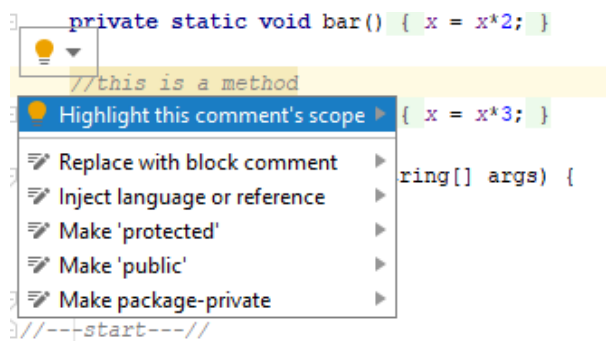 private static void bar() { x = x*2; }
//this is a method
Highlight this comment's scope
{ x = x*3; }
Replace with block comment
Inject language or reference
ring[] args) {
Make 'protected'
Make 'public'
Make package-private
//---start---//